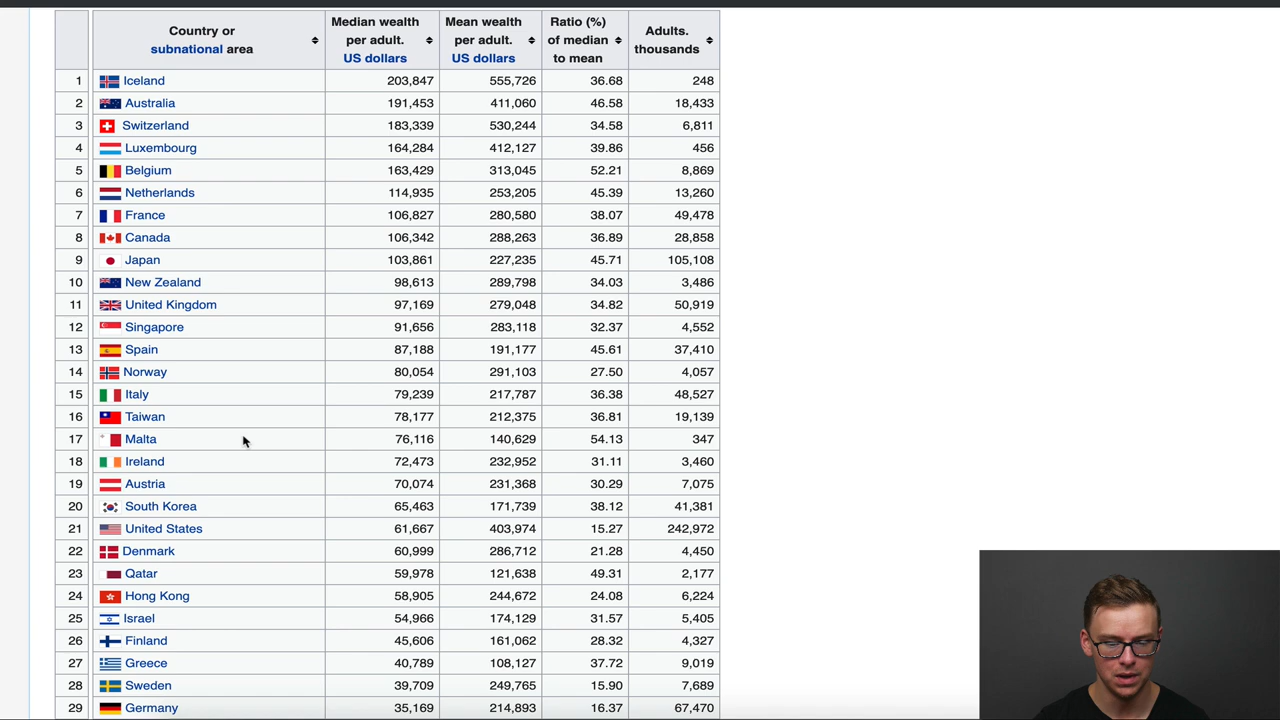 Country or subnational area Median wealth per adult. US dollars Mean wealth per adult. US dollars Ratio (%) of median to mean Adults. thousands
1 Iceland 203,847 555,726 36.68 248
2 Australia 191,453 411,060 46.58 18,433
3 Switzerland 183,339 530,244 34.58 6,811
4 Luxembourg 164,284 412,127 39.86 456
5 Belgium 163,429 313,045 52.21 8,869
6 Netherlands 114,935 253,205 45.39 13,260
7 France 106,827 280,580 38.07 49,478
8 Canada 106,342 288,263 36.89 28,858
9 Japan 103,861 227,235 45.71 105,108
10 New Zealand 98,613 289,798 34.03 3,486
11 United Kingdom 97,169 279,048 34.82 50,919
12 Singapore 91,656 283,118 32.37 4,552
13 Spain 87,188 191,177 45.61 37,410
14 Norway 80,054 291,103 27.50 4,057
15 Italy 79,239 217,787 36.38 48,527
16 Taiwan 78,177 212,375 36.81 19,139
17 Malta 76,116 140,629 54.13 347
18 Ireland 72,473 232,952 31.11 3,460
19 Austria 70,074 231,368 30.29 7,075
20 South Korea 65,463 171,739 38.12 41,381
21 United States 61,667 403,974 15.27 242,972
22 Denmark 60,999 286,712 21.28 4,450
23 Qatar 59,978 121,638 49.31 2,177
24 Hong Kong 58,905 244,672 24.08 6,224
25 Israel 54,966 174,129 31.57 5,405
26 Finland 45,606 161,062 28.32 4,327
27 Greece 40,789 108,127 37.72 9,019
28 Sweden 39,709 249,765 15.90 7,689
29 Germany 35,169 214,893 16.37 67,470